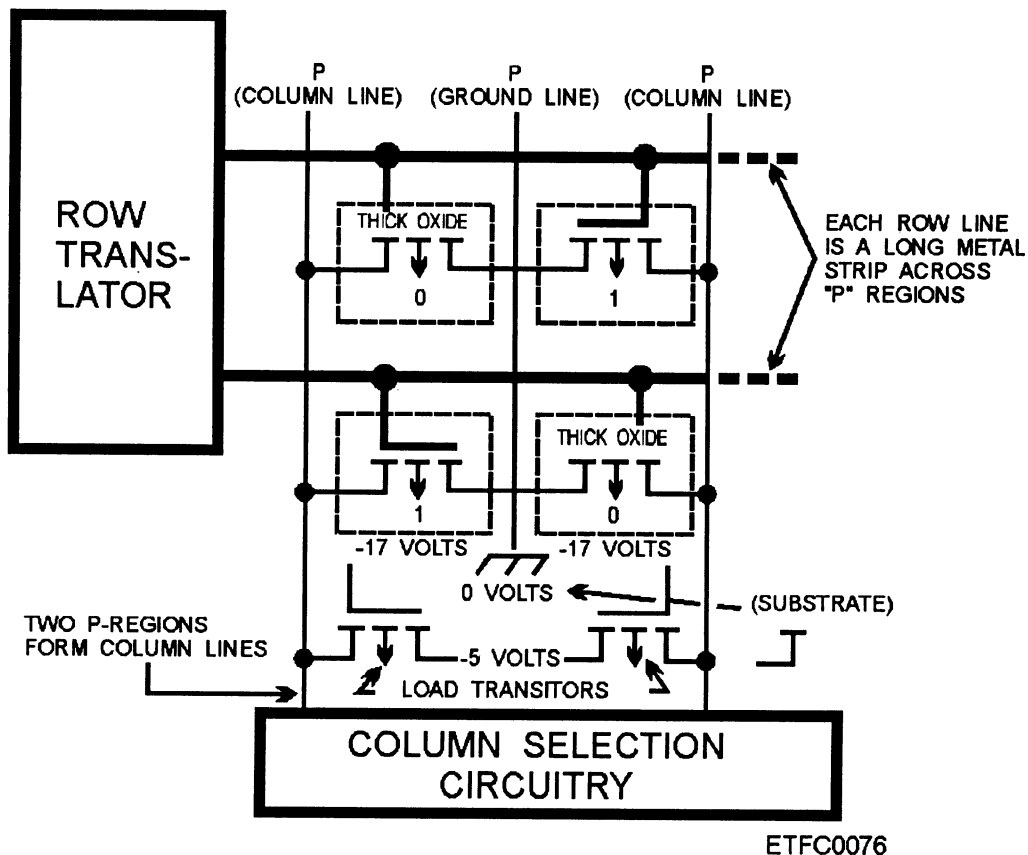 P
(COLUMN LINE)
P
(GROUND LINE)
P
(COLUMN LINE)
ROW
TRANS-
LATOR
THICK OXIDE
0
1
EACH ROW LINE
IS A LONG METAL
STRIP ACROSS
"P" REGIONS
1
THICK OXIDE
0
-17 VOLTS
-17 VOLTS
0 VOLTS
(SUBSTRATE)
TWO P-REGIONS
FORM COLUMN LINES
-5 VOLTS
LOAD TRANSITORS
COLUMN SELECTION
CIRCUITRY
ETFC0076